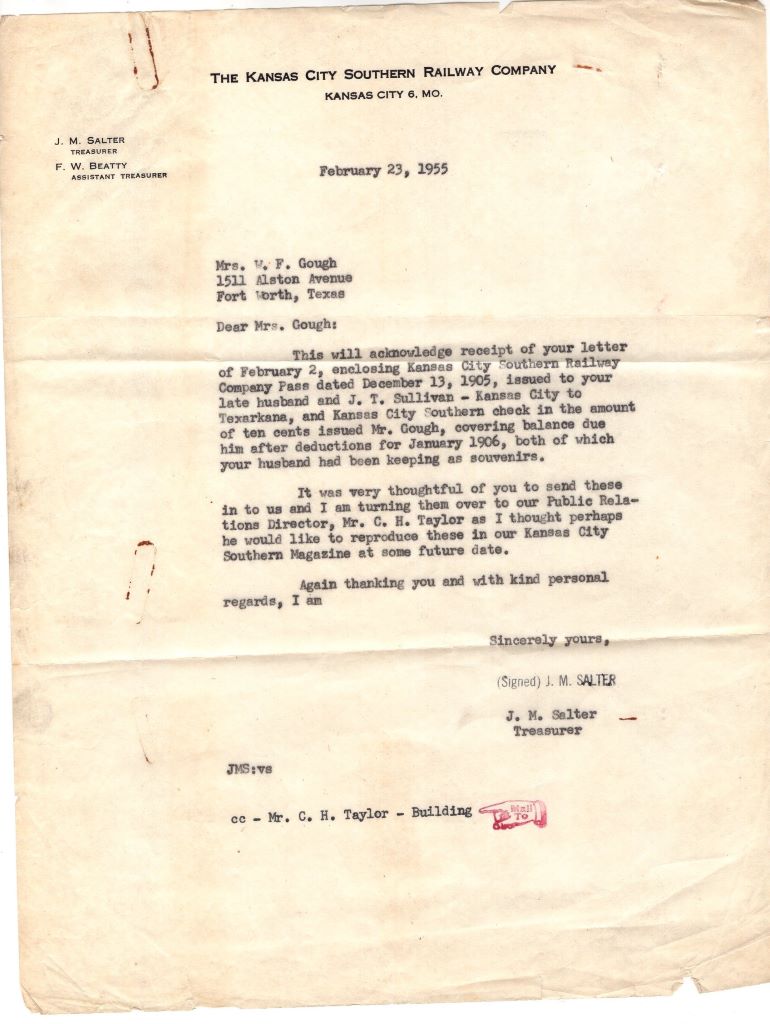 THE KANSAS CITY SOUTHERN RAILWAY COMPANY
KANSAS CITY 6, MO.
J. M. SALTER
TREASURER
F. W. BEATTY
ASSISTANT TREASURER
February 23, 1955
Mrs. W. F. Gough
1511 Alston Avenue
Fort Worth, Texas
Dear Mrs. Gough:
This will acknowledge receipt of your letter
of February 2, enclosing Kansas City Southern Railway
Company Pass dated December 13, 1905, issued to your
late husband and J. T. Sullivan - Kansas City to
Texarkana, and Kansas City Southern check in the amount
of ten cents issued Mr. Gough, covering balance due
him after deductions for January 1906, both of which
your husband had been keeping as souvenirs.
It was very thoughtful of you to send these
in to us and I am turning them over to our Public Rela-
tions Director, Mr. C. H. Taylor as I thought perhaps
he would like to reproduce these in our Kansas City
Southern Magazine at some future date.
Again thanking you and with kind personal
regards, I am
Sincerely yours,
(Signed) J. M. SALTER
J. M. Salter
Treasurer
JMS:vs
cc - Mr. C. H. Taylor - Building
Mail
To